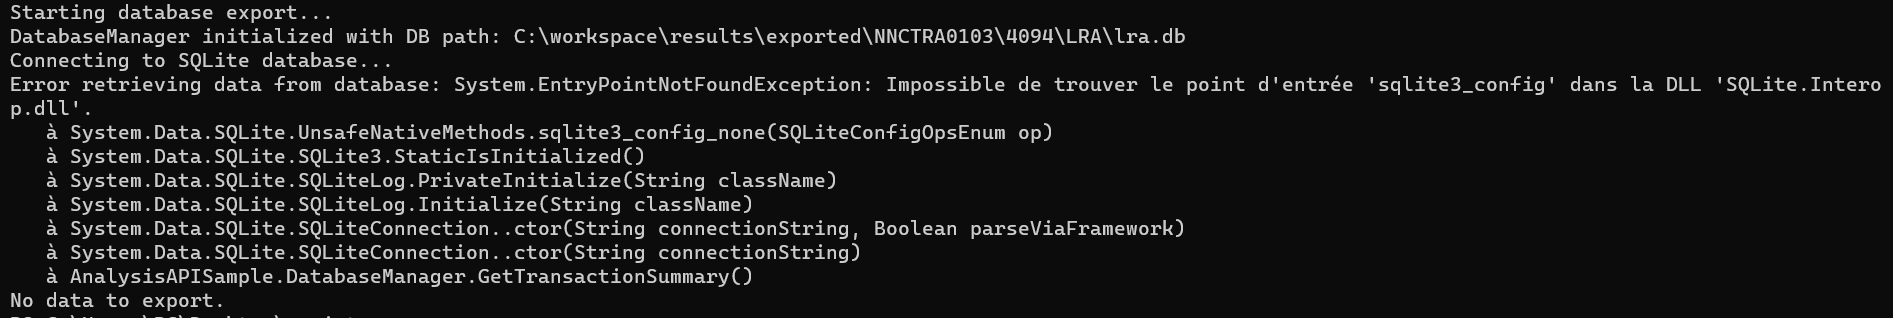 Starting database export...
DatabaseManager initialized with DB path: C:\workspace\results\exported\NNCTRA0103\4094\LRA\lra.db
Connecting to SQLite database...
Error retrieving data from database: System.EntryPointNotFoundException: Impossible de trouver le point d'entrée 'sqlite3_config' dans la DLL 'SQLite.Intero
p.dll'.
   à System.Data.SQLite.UnsafeNativeMethods.sqlite3_config_none(SQLiteConfigOpsEnum op)
   à System.Data.SQLite.SQLite3.StaticIsInitialized()
   à System.Data.SQLite.SQLiteLog.PrivateInitialize(String className)
   à System.Data.SQLite.SQLiteLog.Initialize(String className)
   à System.Data.SQLite.SQLiteConnection..ctor(String connectionString, Boolean parseViaFramework)
   à System.Data.SQLite.SQLiteConnection..ctor(String connectionString)
   à AnalysisAPISample.DatabaseManager.GetTransactionSummary()
No data to export.